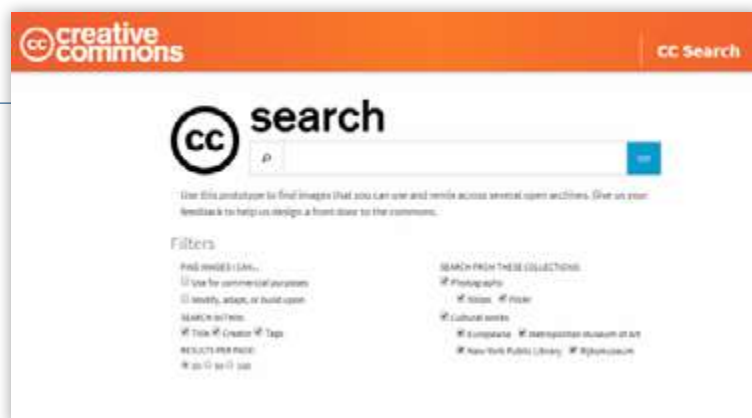 cc creative commons
CC Search
cc search
Use this prototype to find images that you can use and remix across several open archives. Give us your
feedback to help us design a front door to the commons.
Filters
FIND IMAGES I CAN...
Use for commercial purposes
Modify, adapt, or build upon
SEARCH WITHIN:
Title Creator Tags
RESULTS PER PAGE:
20 50 100
SEARCH FROM THESE COLLECTIONS:
Photographs
500px Flickr
Cultural works
Europeana Metropolitan Museum of Art
New York Public Library Rijksmuseum